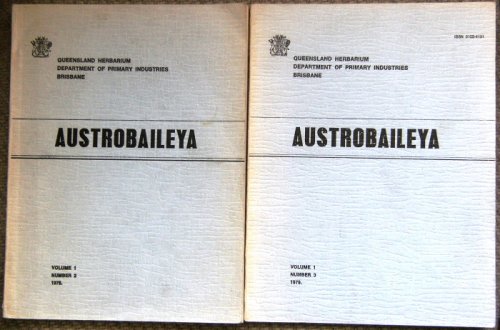 QUEENSLAND HERBARIUM
DEPARTMENT OF PRIMARY INDUSTRIES
BRISBANE
AUSTROBAILEYA
VOLUME 1
NUMBER 2
1978.
ISSN
QUEENSLAND HERBARIUM
DEPARTMENT OF PRIMARY INDUSTRIES
BRISBANE
AUSTROBAILEYA
VOLUME 1
NUMBER 3
1979.